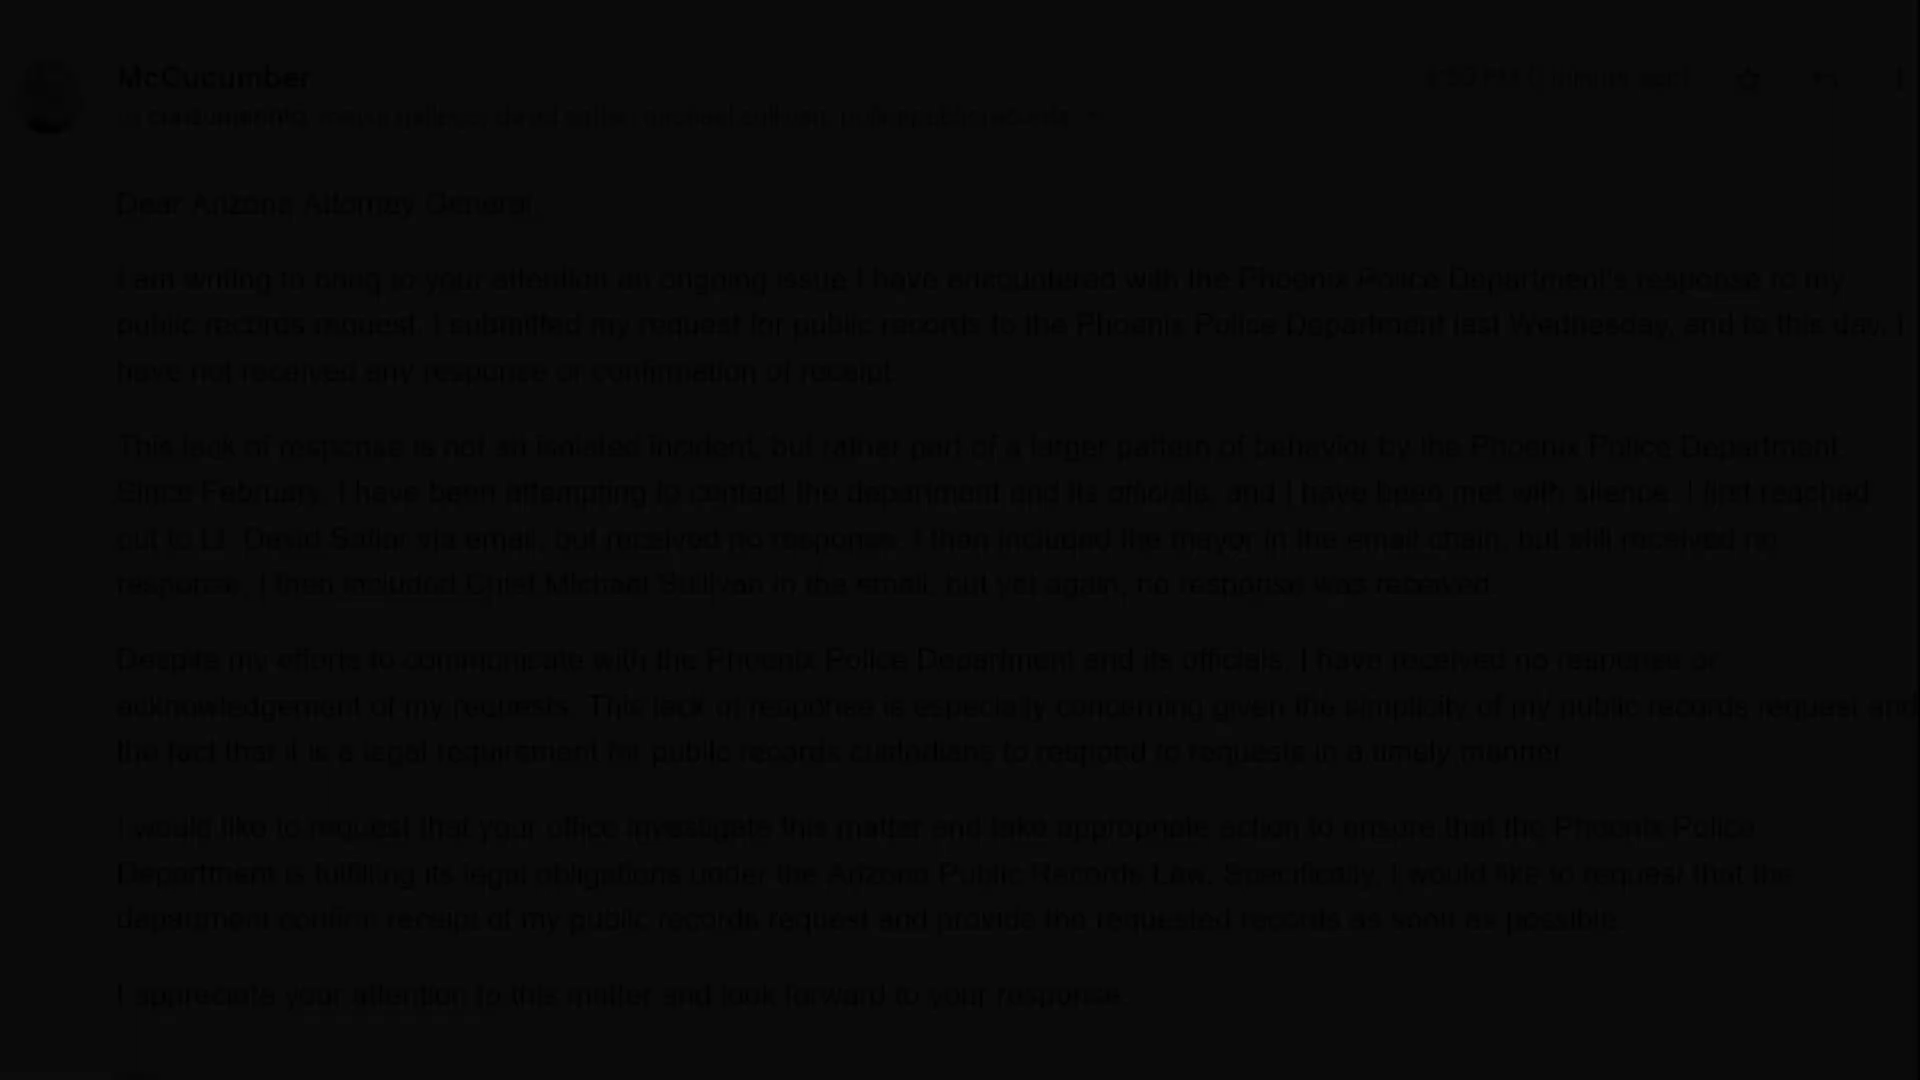 McCucumber
Dear Arizona Attorney General,
I am writing to bring to your attention an ongoing issue I have encountered with the Phoenix Police Department's response to my
public records request. I submitted my request for public records to the Phoenix Police Department last Wednesday, and to this day, I
have not received any response or confirmation of receipt.
This lack of response is not an isolated incident, but rather part of a larger pattern of behavior by the Phoenix Police Department.
Since February, I have been attempting to contact the department and its officials, and I have been met with silence. I first reached
out to Lt. David Saflar via email, but received no response. I then included the mayor in the email chain, but still received no
response. I then included Chief Michael Sullivan in the email, but yet again, no response was received.
Despite my efforts to communicate with the Phoenix Police Department and its officials, I have received no response or
acknowledgement of my requests. This lack of response is especially concerning given the simplicity of my public records request and
the fact that it is a legal requirement for public records custodians to respond to requests in a timely manner.
I would like to request that your office investigate this matter and take appropriate action to ensure that the Phoenix Police
Department is fulfilling its legal obligations under the Arizona Public Records Law. Specifically, I would like to request that the
department confirm receipt of my public records request and provide the requested records as soon as possible.
I appreciate your attention to this matter and look forward to your response.